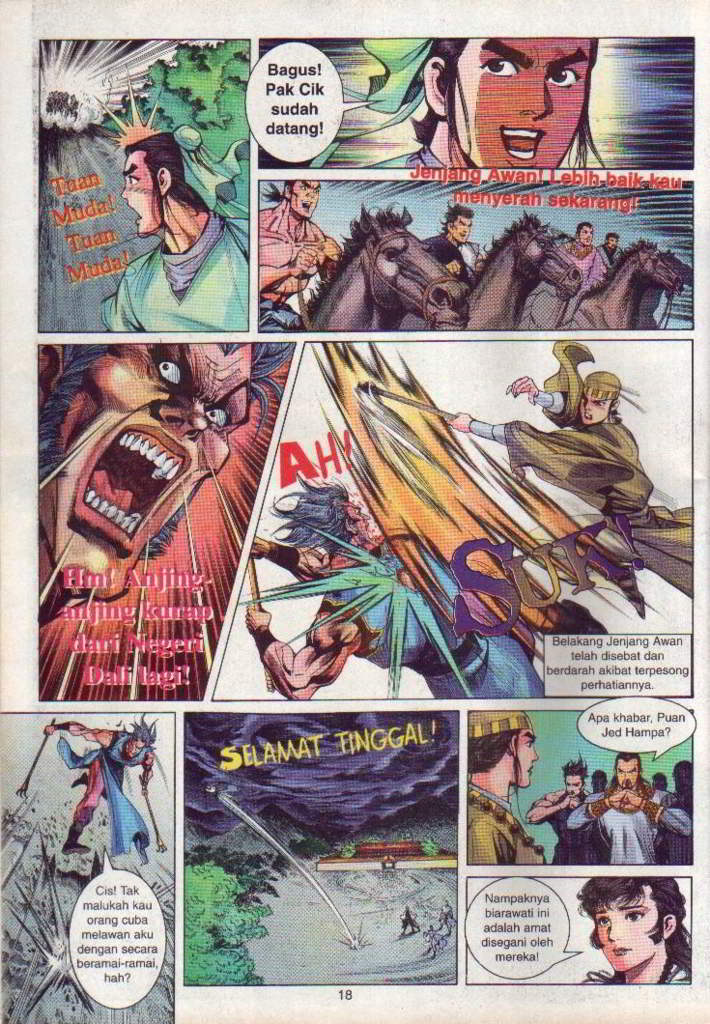 Tuan
Muda!
Tuan
Muda!
Bagus!
Pak Cik
sudah
datang!
Jenjang Awan! Lebih baik kau
menyerah sekarang!
Hm! Anjing-
anjing kurap
dari Negeri
Dali lagi!
AH!
SUK!
Belakang Jenjang Awan
telah disebat dan
berdarah akibat terpesong
perhatiannya.
Cis! Tak
malukah kau
orang cuba
melawan aku
dengan secara
beramai-ramai,
hah?
SELAMAT TINGGAL!
Apa khabar, Puan
Jed Hampa?
Nampaknya
biarawati ini
adalah amat
disegani oleh
mereka!
18